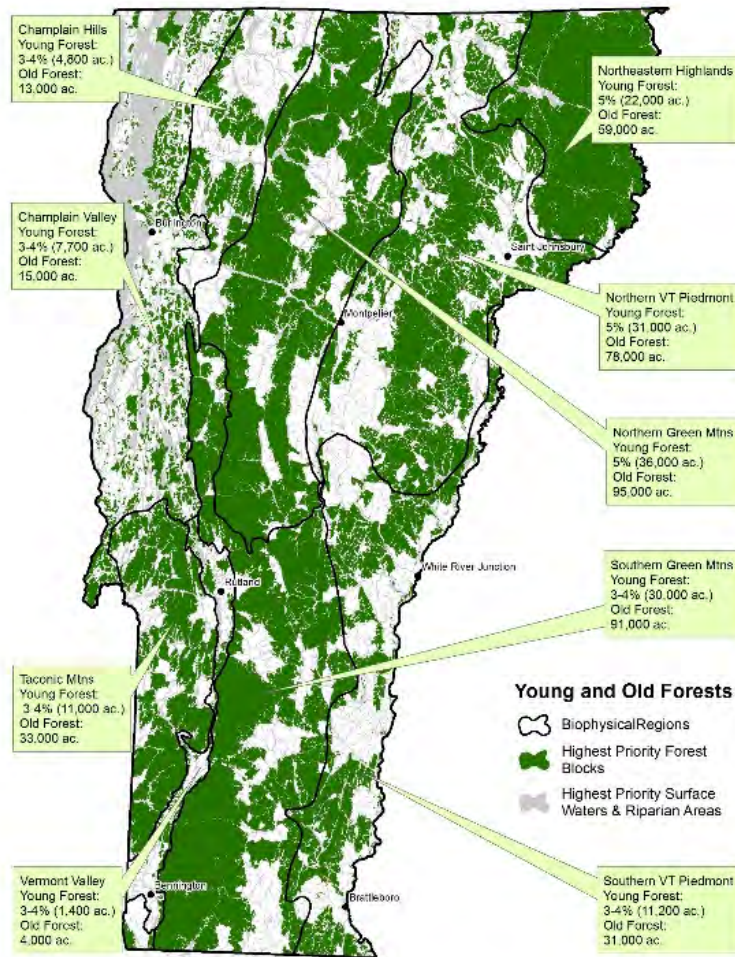 Champlain Hills
Young Forest:
3-4% (4,800 ac.)
Old Forest:
13,000 ac.
Northeastern Highlands
Young Forest:
5% (22,000 ac.)
Old Forest:
59,000 ac.
Champlain Valley
Young Forest:
3-4% (7,700 ac.)
Old Forest:
15,000 ac.
Burlington
Saint Johnsbury
Northern VT Piedmont
Young Forest:
5% (31,000 ac.)
Old Forest:
78,000 ac.
Montpelier
Northern Green Mtns
Young Forest:
5% (36,000 ac.)
Old Forest:
95,000 ac.
White River Junction
Southern Green Mtns
Young Forest:
3-4% (30,000 ac.)
Old Forest:
91,000 ac.
Rutland
Taconic Mtns
Young Forest:
3-4% (11,000 ac.)
Old Forest:
33,000 ac.
Young and Old Forests
BiophysicalRegions
Highest Priority Forest
Blocks
Highest Priority Surface
Waters & Riparian Areas
Vermont Valley
Young Forest:
3-4% (1,400 ac.)
Old Forest:
4,000 ac.
Bennington
Brattleboro
Southern VT Piedmont
Young Forest:
3-4% (11,200 ac.)
Old Forest:
31,000 ac.